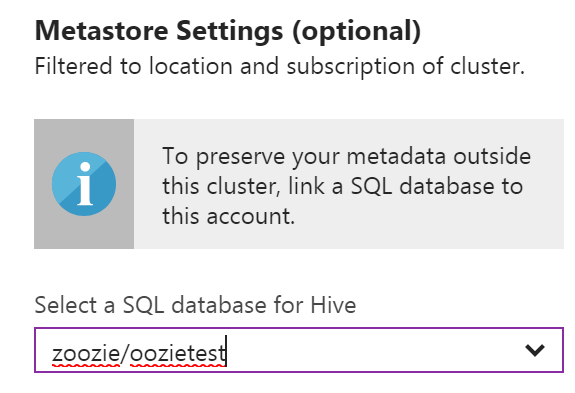 Metastore Settings (optional)
Filtered to location and subscription of cluster.
To preserve your metadata outside
this cluster, link a SQL database to
this account.
Select a SQL database for Hive
zoozie/oozietest